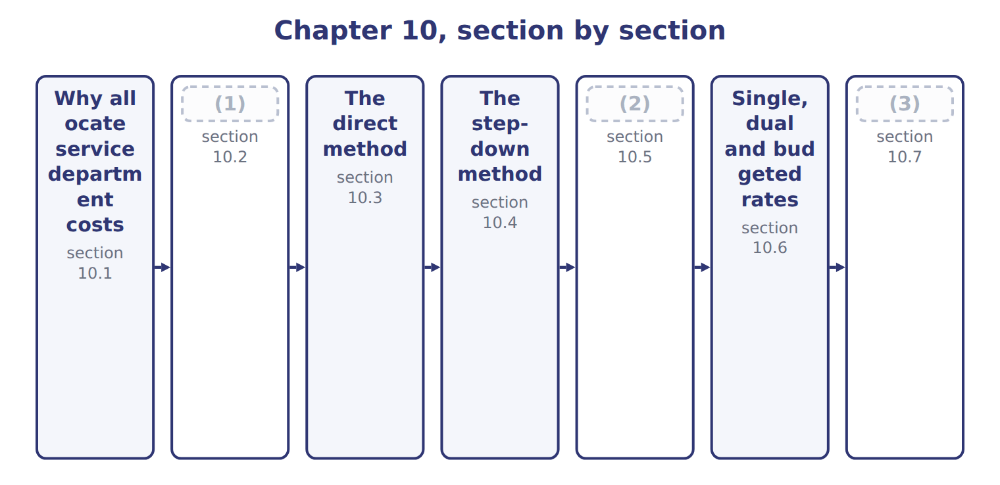 Chapter 10, section by section
Why all
ocate
service
departm
ent
costs
section
10.1
(1)
section
10.2
The
direct
method
section
10.3
The
step-
down
method
section
10.4
(2)
section
10.5
Single,
dual
and bud
geted
rates
section
10.6
(3)
section
10.7